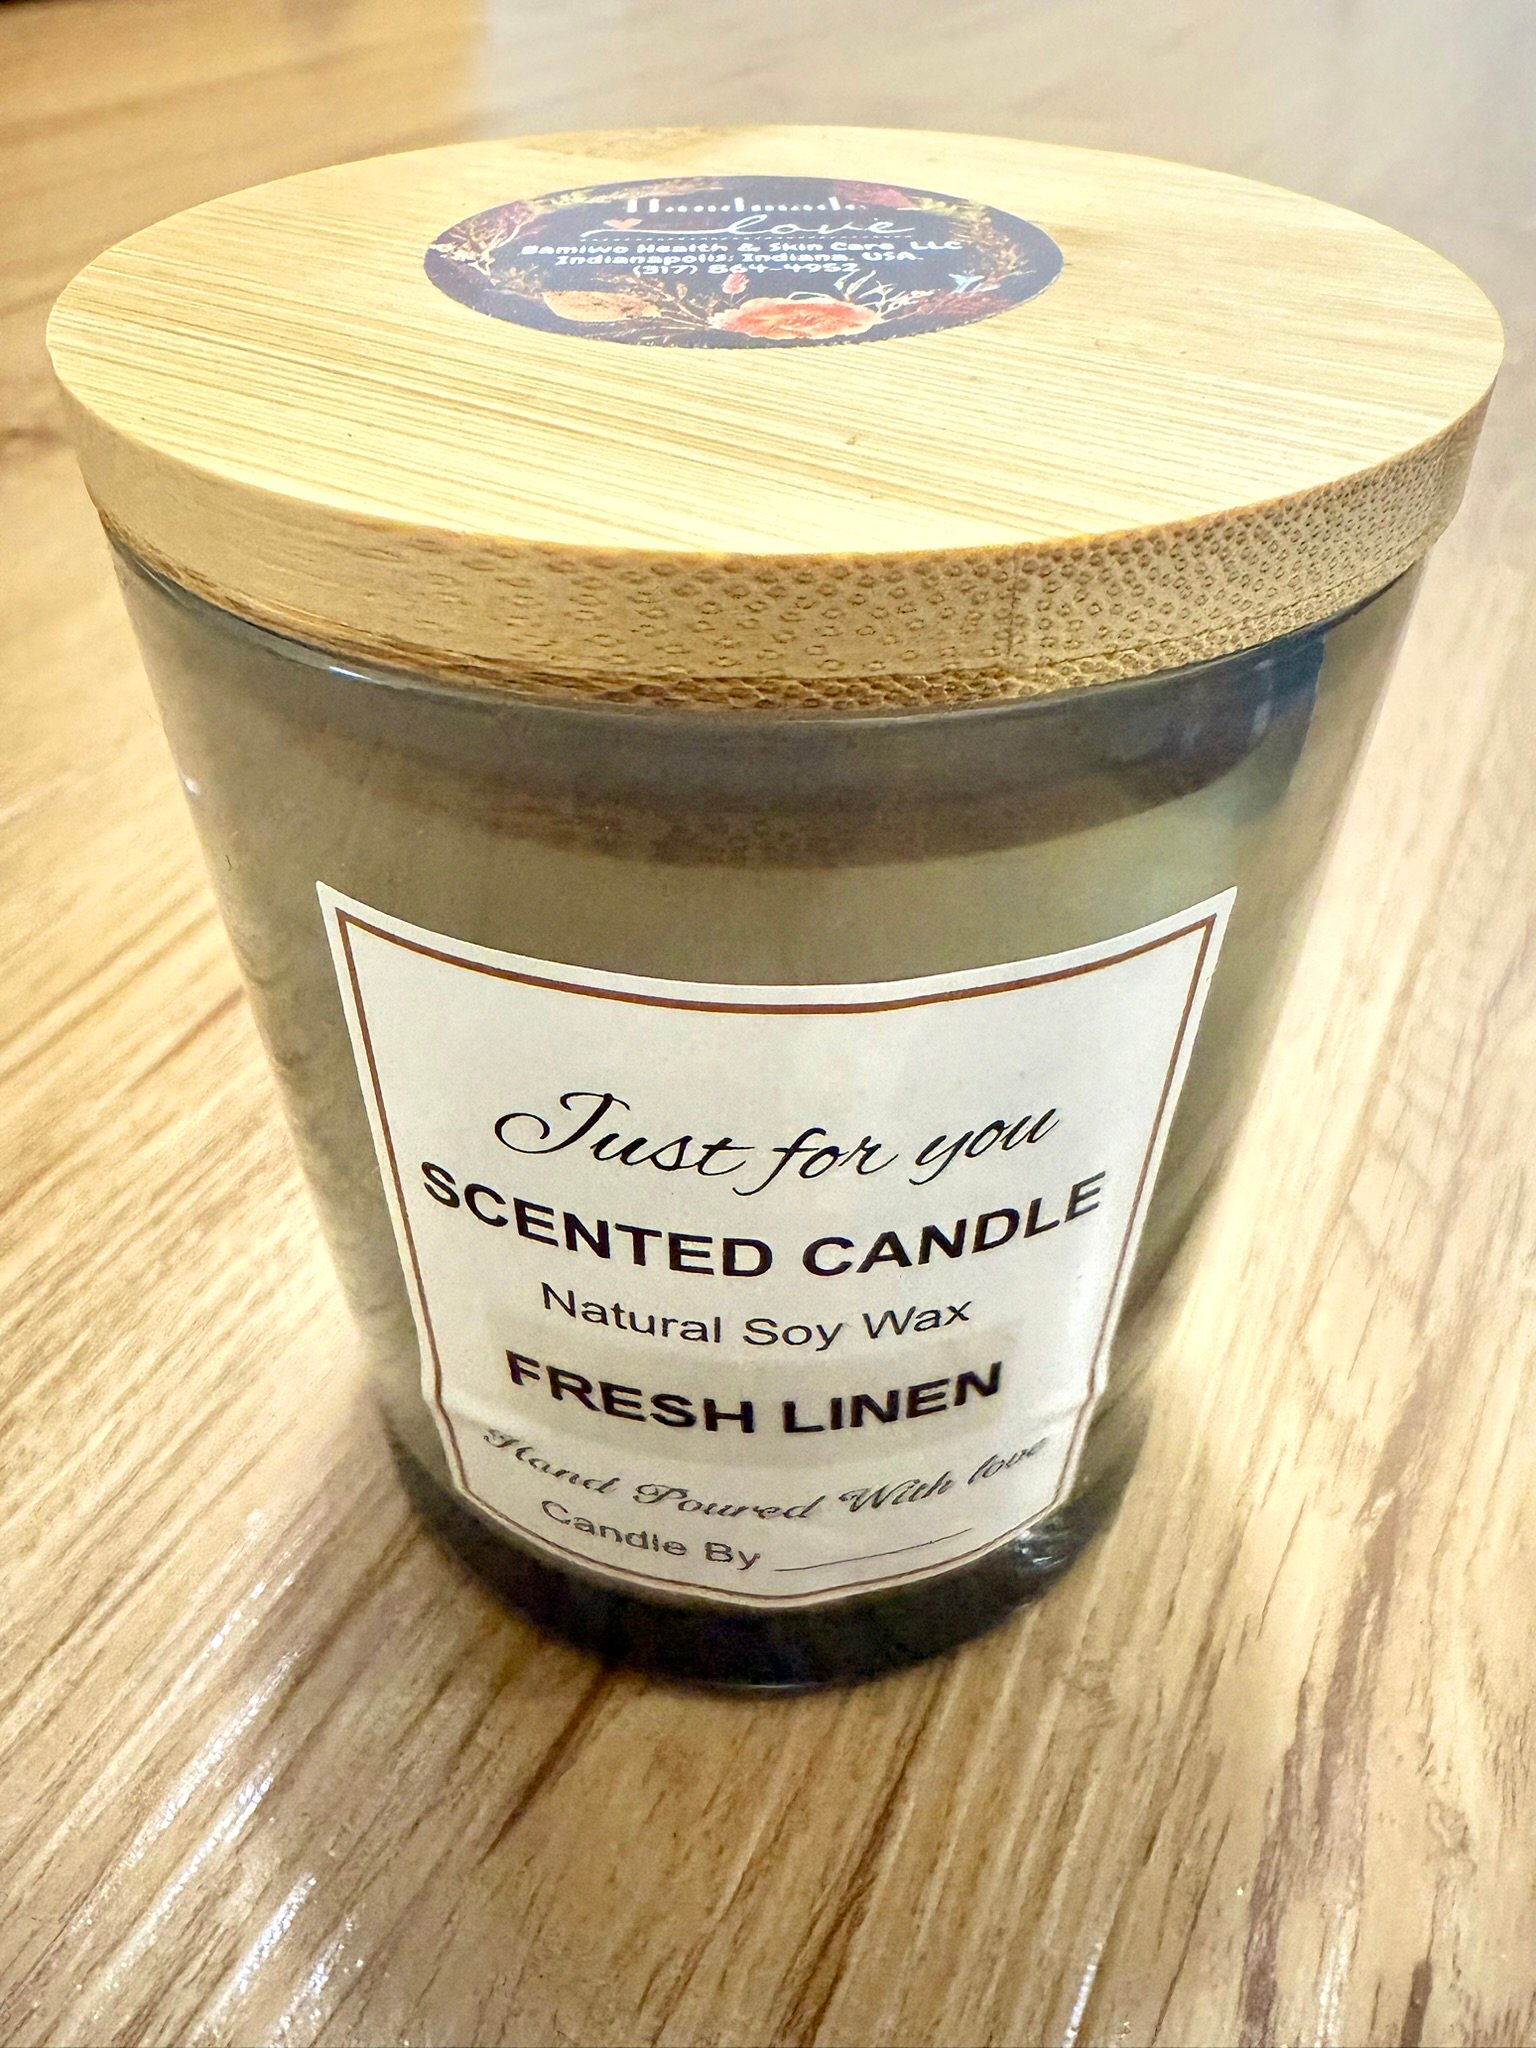 Handmade
love
Bamiwo Health & Skin Care, LLC
Indianapolis, Indiana, USA.
(317) 864-4952
Just for you
SCENTED CANDLE
Natural Soy Wax
FRESH LINEN
Hand Poured With love
Candle By